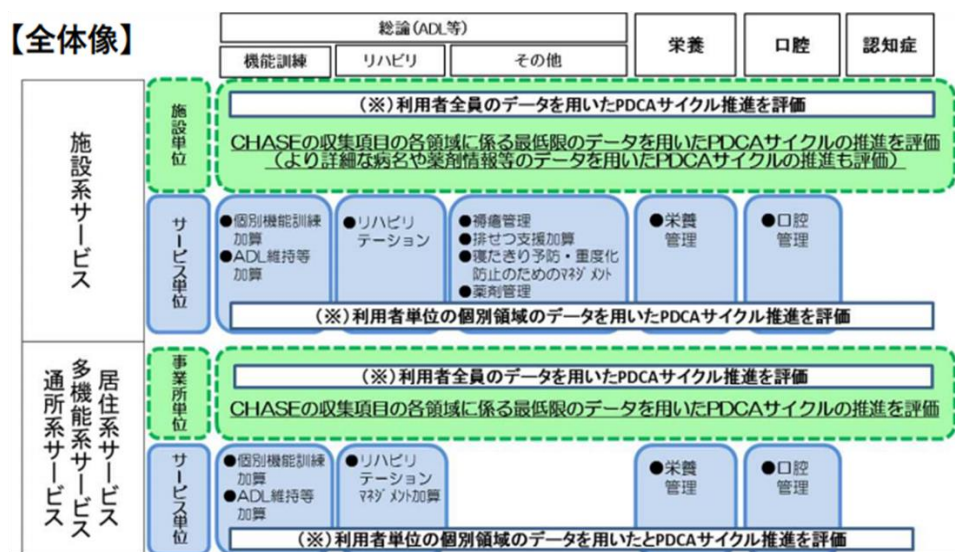 【全体像】
総論(ADL等)
機能訓練
リハビリ
その他
栄養
口腔
認知症
施設系サービス
施設単位
(※)利用者全員のデータを用いたPDCAサイクル推進を評価
CHASEの収集項目の各領域に係る最低限のデータを用いたPDCAサイクルの推進を評価
(より詳細な病名や薬剤情報等のデータを用いたPDCAサイクルの推進も評価)
サービス単位
●個別機能訓練
加算
●ADL維持等
加算
●リハビリ
テーション
●褥瘡管理
●排せつ支援加算
●寝たきり予防・重度化
防止のためのマネジメント
●薬剤管理
●栄養
管理
●口腔
管理
(※)利用者単位の個別領域のデータを用いたPDCAサイクル推進を評価
居住系サービス
多機能系サービス
通所系サービス
事業所単位
(※)利用者全員のデータを用いたPDCAサイクル推進を評価
CHASEの収集項目の各領域に係る最低限のデータを用いたPDCAサイクルの推進を評価
サービス単位
●個別機能訓練
加算
●ADL維持等
加算
●リハビリ
テーション
マネジメント加算
●栄養
管理
●口腔
管理
(※)利用者単位の個別領域のデータを用いたとPDCAサイクル推進を評価